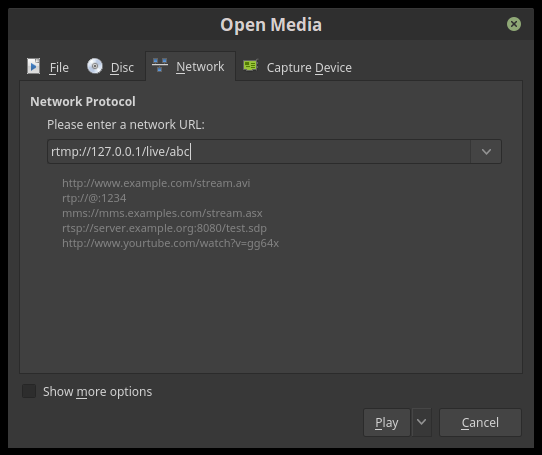 Open Media
File
Disc
Network
Capture Device
Network Protocol
Please enter a network URL:
rtmp://127.0.0.1/live/abc
http://www.example.com/stream.avi
rtp://@:1234
mms://mms.examples.com/stream.asx
rtsp://server.example.org:8080/test.sdp
http://www.yourtube.com/watch?v=gg64x
Show more options
Play
Cancel